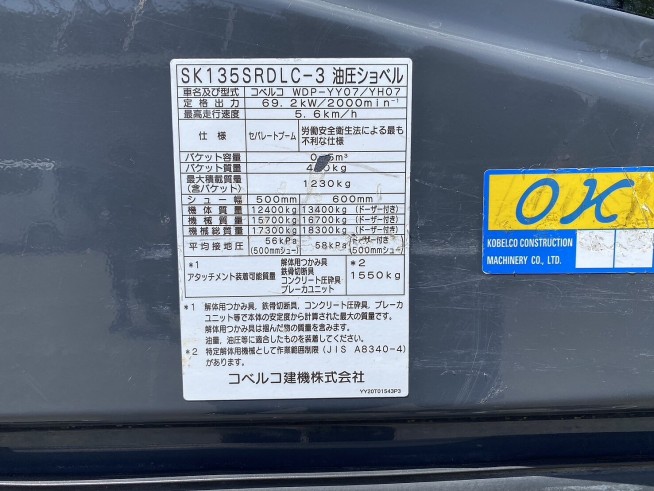 SK135SRDLC-3 油圧ショベル
車名及び型式 コベルコ WDP-YY07/YH07
定格出力 69.2kW/2000min⁻¹
最高走行速度 5.6km/h
仕様 セパレートブーム 労働安全衛生法による最も不利な仕様
バケット容量 m³
バケット質量 kg
最大積載質量(含バケット) 1230kg
シュー幅 500mm 600mm
機体質量 12400kg 13400kg (ドーザー付き)
機械質量 15700kg 16700kg (ドーザー付き)
機械総質量 17300kg 18300kg (ドーザー付き)
平均接地圧 56kPa (500mmシュー) 58kPa (ドーザー付き) (500mmシュー)
*1 アタッチメント装着可能質量
解体用つかみ具
鉄骨切断具
コンクリート圧砕具
ブレーカユニット
*2 1550kg
*1 解体用つかみ具, 鉄骨切断具, コンクリート圧砕具, ブレーカ
ユニット等で本体の安定度から計算された最大の質量です。
解体用つかみ具は掴んだ物の質量を含みます。
油量, 油圧等に適合したものを装着してください。
*2 特定解体用機械として作業範囲制限(JIS A8340-4)
があります。
コベルコ建機株式会社
YY20T01543P3
OK
KOBELCO CONSTRUCTION
MACHINERY CO., LTD.